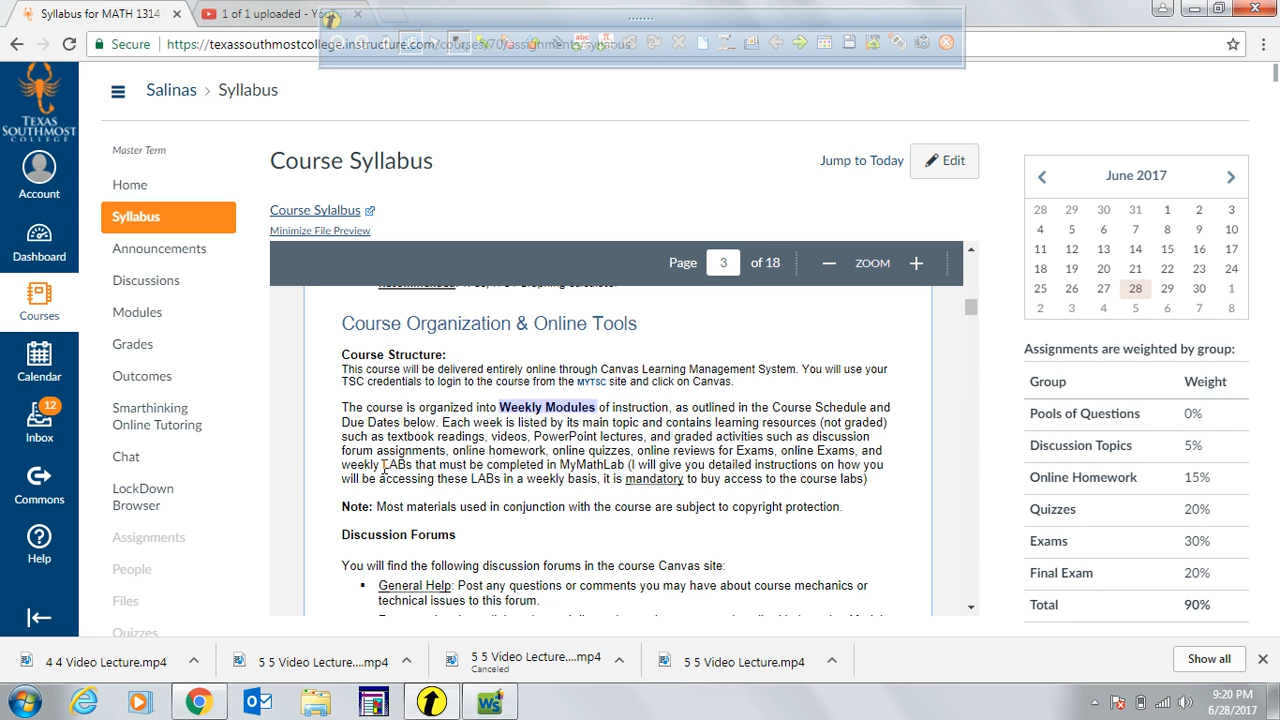 Syllabus for MATH 1314
1 of 1 uploaded - You
Secure
https://texassouthmostcollege.instructure.com/courses/
70/assignments/syllabus
TEXAS
SOUTHMOST
COLLEGE
Account
Dashboard
Courses
Calendar
12
Inbox
Commons
Help
Salinas > Syllabus
Master Term
Home
Syllabus
Announcements
Discussions
Modules
Grades
Outcomes
Smarthinking
Online Tutoring
Chat
LockDown
Browser
Assignments
People
Files
Quizzes
Course Syllabus
Jump to Today
Edit
Course Sylalbus
Minimize File Preview
Page 3 of 18
ZOOM
Course Organization & Online Tools
Course Structure:
This course will be delivered entirely online through Canvas Learning Management System. You will use your
TSC credentials to login to the course from the MYTSC site and click on Canvas.
The course is organized into Weekly Modules of instruction, as outlined in the Course Schedule and
Due Dates below. Each week is listed by its main topic and contains learning resources (not graded)
such as textbook readings, videos, PowerPoint lectures, and graded activities such as discussion
forum assignments, online homework, online quizzes, online reviews for Exams, online Exams, and
weekly LABs that must be completed in MyMathLab (I will give you detailed instructions on how you
will be accessing these LABs in a weekly basis, it is mandatory to buy access to the course labs)
Note: Most materials used in conjunction with the course are subject to copyright protection.
Discussion Forums
You will find the following discussion forums in the course Canvas site:
▪ General Help: Post any questions or comments you may have about course mechanics or
technical issues to this forum.
June 2017
28 29 30 31 1 2 3
4 5 6 7 8 9 10
11 12 13 14 15 16 17
18 19 20 21 22 23 24
25 26 27 28 29 30 1
2 3 4 5 6 7 8
Assignments are weighted by group:
Group Weight
Pools of Questions 0%
Discussion Topics 5%
Online Homework 15%
Quizzes 20%
Exams 30%
Final Exam 20%
Total 90%
4 4 Video Lecture.mp4
5 5 Video Lecture....mp4
5 5 Video Lecture....mp4
Canceled
5 5 Video Lecture.mp4
Show all
9:20 PM
6/28/2017